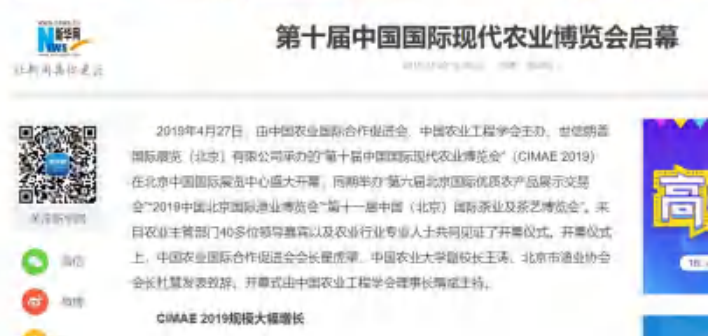 新华网
NEWS
让新闻离你更近
第十届中国国际现代农业博览会启幕
2019年4月27日，由中国农业国际合作促进会、中国农业工程学会主办，世信朗普
国际展览（北京）有限公司承办的“第十届中国国际现代农业博览会”（CIMAE 2019）
在北京中国国际展览中心盛大开幕，同期举办“第六届北京国际优质农产品展示交易
会”“2019中国北京国际渔业博览会”“第十一届中国（北京）国际茶业及茶艺博览会”。来
自农业主管部门40多位领导嘉宾以及农业行业专业人士共同见证了开幕仪式。开幕仪式
上，中国农业国际合作促进会会长翟虎渠、中国农业大学副校长王涛、北京市渔业协会
会长杜慧发表致辞。开幕式由中国农业工程学会理事长隋斌主持。
CIMAE 2019规模大幅增长
关注新华网
微信
微博
高